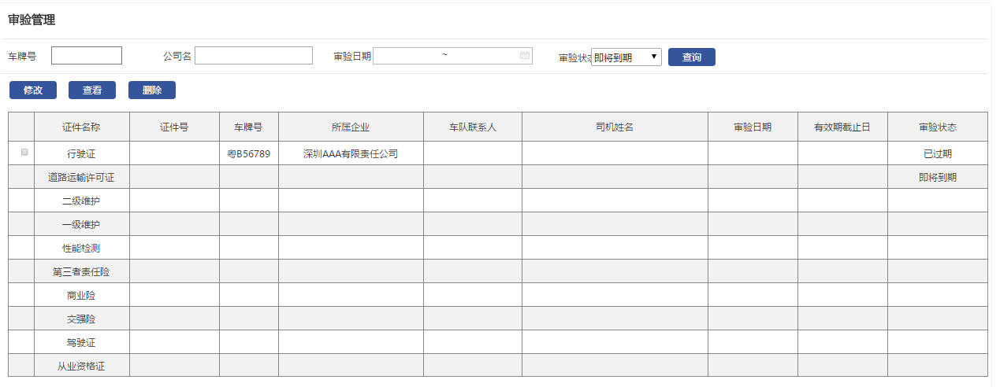 审验管理
车牌号 公司名 审验日期 ~ 审验状态 即将到期 查询
修改 查看 删除
证件名称 证件号 车牌号 所属企业 车队联系人 司机姓名 审验日期 有效期截止日 审验状态
行驶证 粤B56789 深圳AAA有限责任公司 已过期
道路运输许可证 即将到期
二级维护
一级维护
性能检测
第三者责任险
商业险
交强险
驾驶证
从业资格证